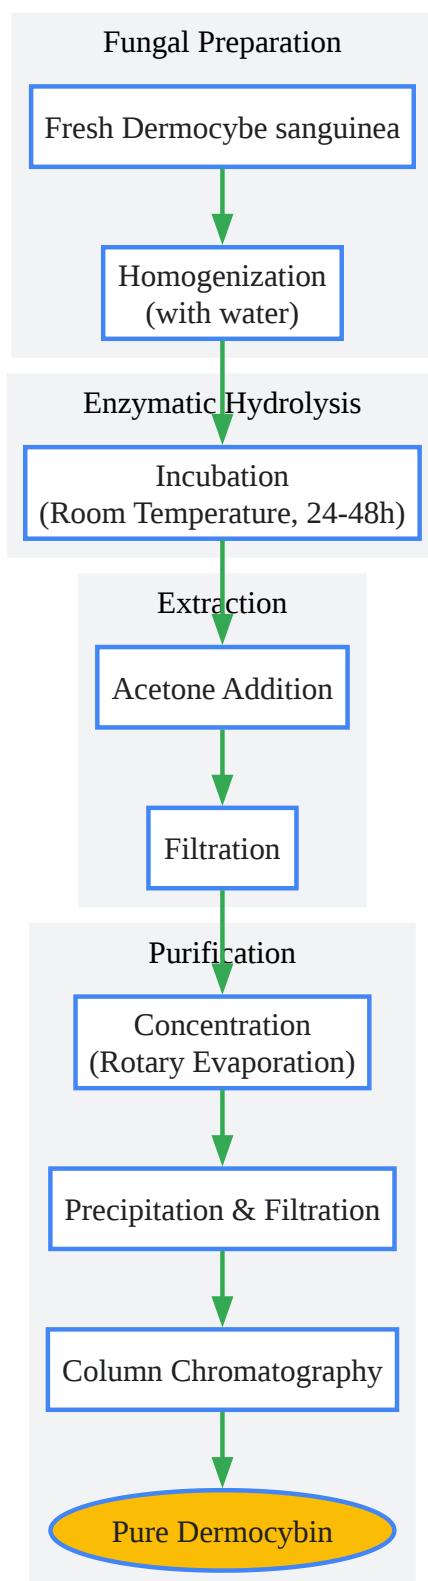 Fungal Preparation
Fresh Dermocybe sanguinea
Homogenization
(with water)
Enzymatic Hydrolysis
Incubation
(Room Temperature, 24-48h)
Extraction
Acetone Addition
Filtration
Purification
Concentration
(Rotary Evaporation)
Precipitation & Filtration
Column Chromatography
Pure Dermocybin